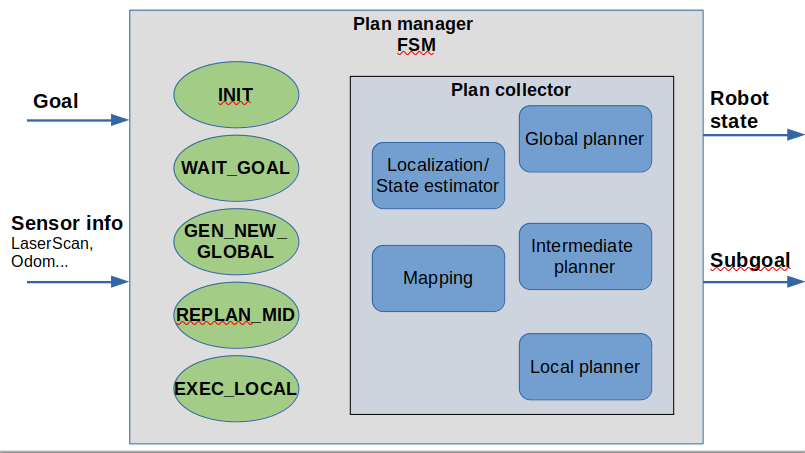 Plan manager
FSM
Goal
Sensor info
LaserScan,
Odom...
INIT
WAIT_GOAL
GEN_NEW_
GLOBAL
REPLAN_MID
EXEC_LOCAL
Plan collector
Localization/
State estimator
Mapping
Global planner
Intermediate
planner
Local planner
Robot
state
Subgoal